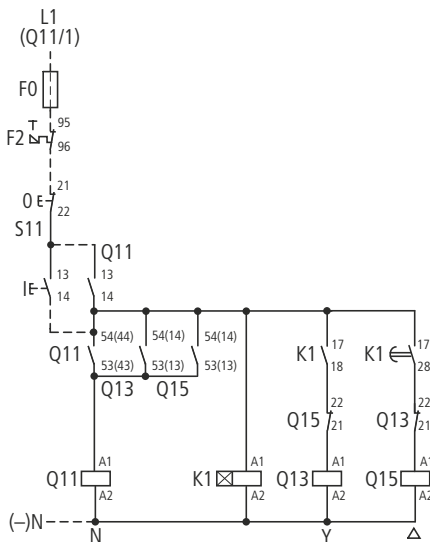 L1
(Q11/1)
F0
95
F2
96
21
0 E
22
S11
Q11
13 13
I E
14 14
54(44) 54(14) 54(14) 17 17
Q11 K1 K1
53(43) 53(13) 53(13) 18 28
Q13 Q15
22 22
Q15 Q13
21 21
A1 A1 A1 A1
Q11 K1 Q13 Q15
A2 A2 A2 A2
(–)N
N Y Δ